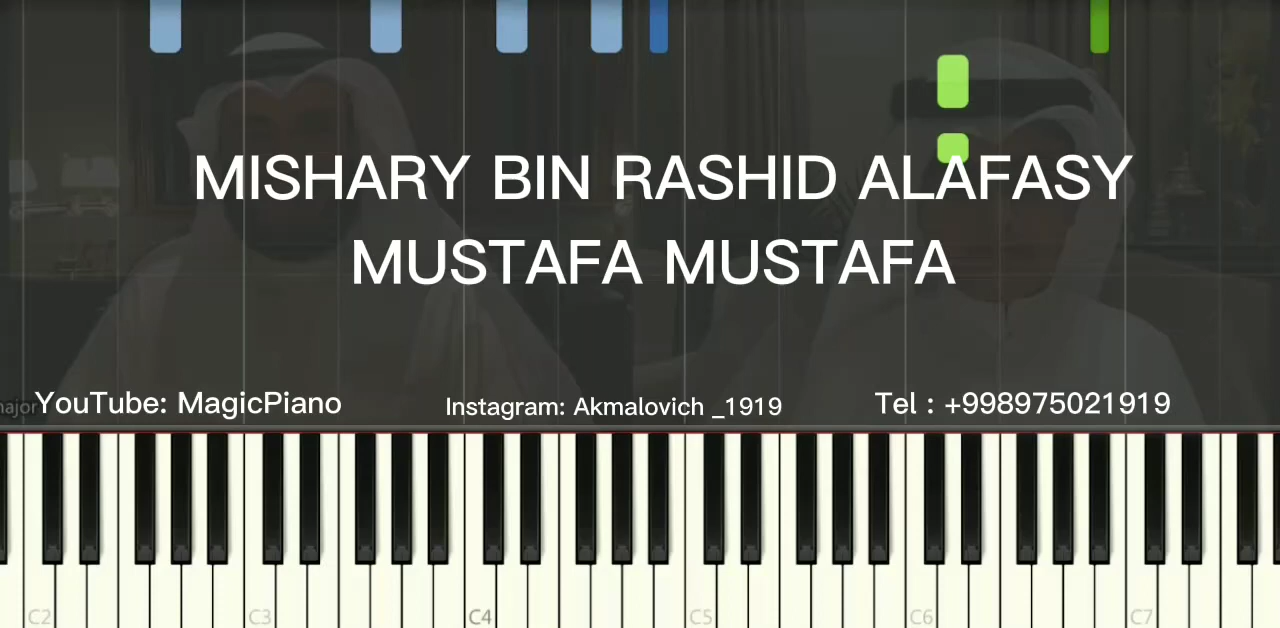 MISHARY BIN RASHID ALAFASY
MUSTAFA MUSTAFA
major
YouTube: MagicPiano
Instagram: Akmalovich _1919
Tel : +998975021919
C2 C3 C4 C5 C6 C7